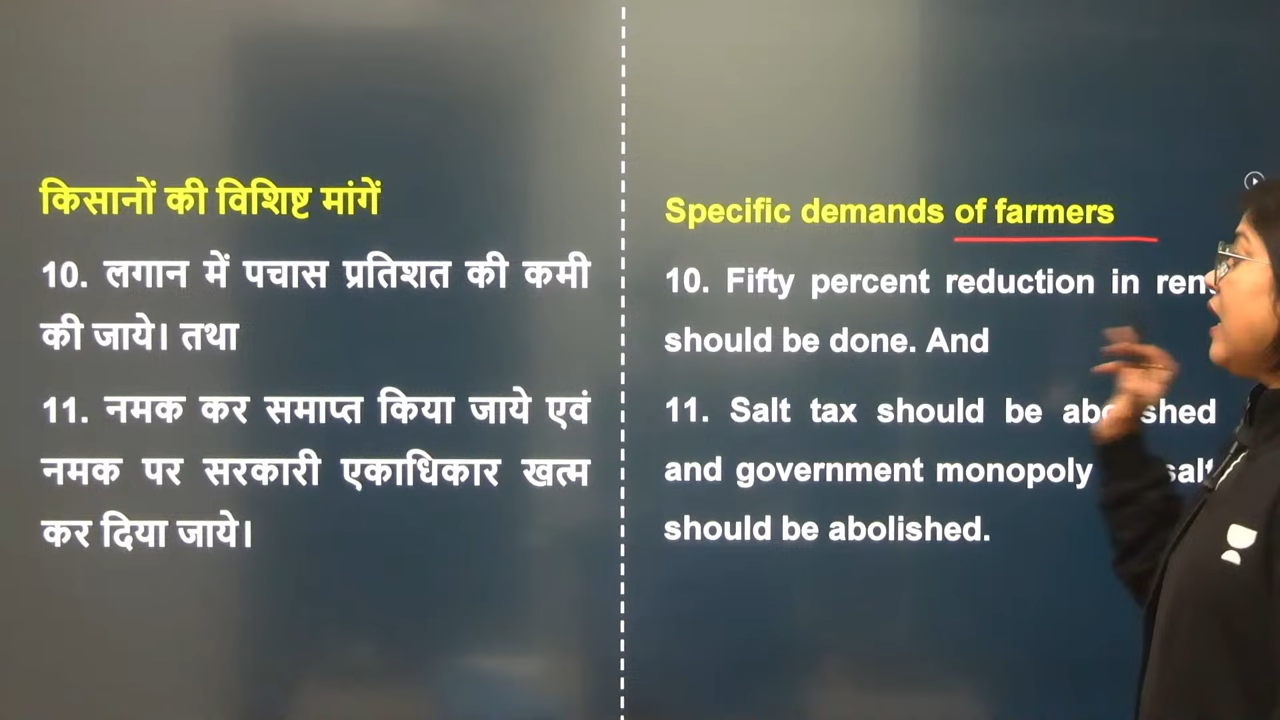 किसानों की विशिष्ट मांगें
10. लगान में पचास प्रतिशत की कमी
की जाये। तथा
11. नमक कर समाप्त किया जाये एवं
नमक पर सरकारी एकाधिकार खत्म
कर दिया जाये।
Specific demands of farmers
10. Fifty percent reduction in
should be done. And
11. Salt tax should be
and government monopoly
should be abolished.